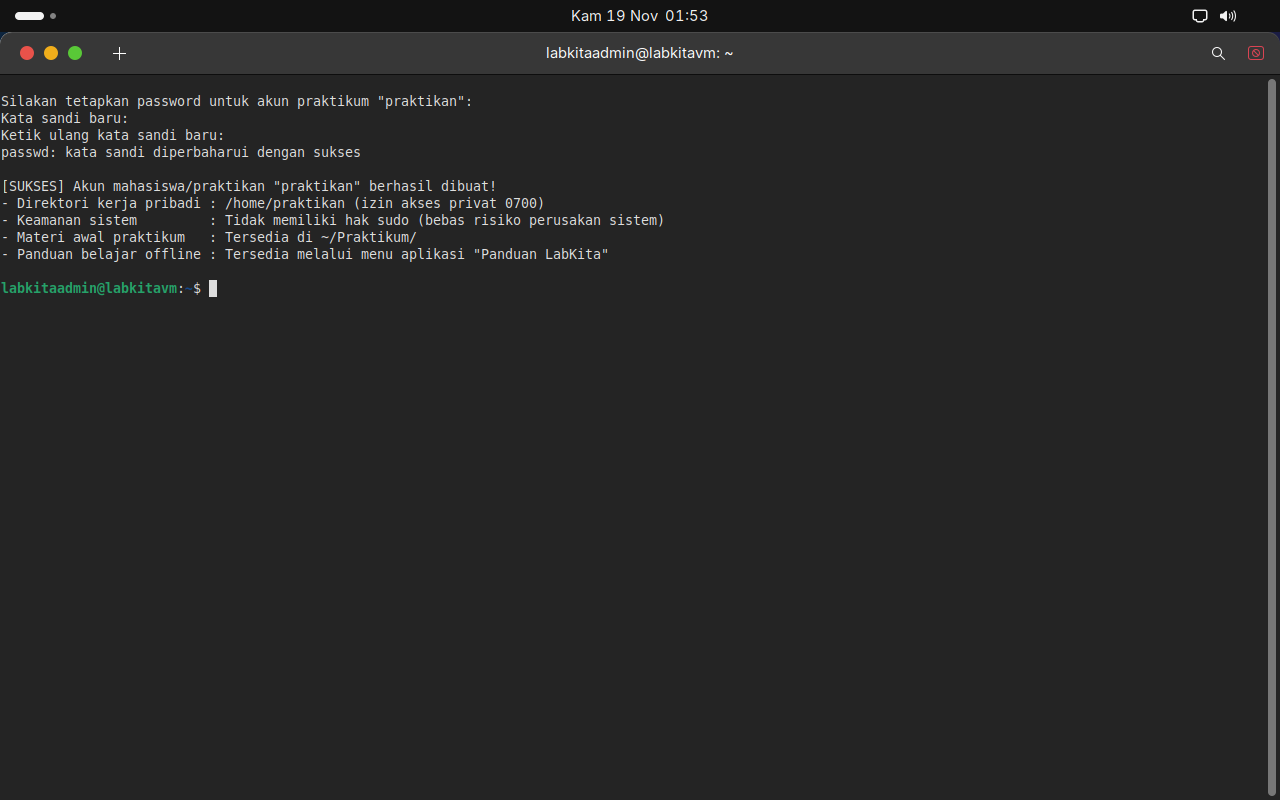 Kam 19 Nov 01:53
labkitaadmin@labkitavm: ~
Silakan tetapkan password untuk akun praktikum "praktikan":
Kata sandi baru:
Ketik ulang kata sandi baru:
passwd: kata sandi diperbaharui dengan sukses
[SUKSES] Akun mahasiswa/praktikan "praktikan" berhasil dibuat!
- Direktori kerja pribadi : /home/praktikan (izin akses privat 0700)
- Keamanan sistem         : Tidak memiliki hak sudo (bebas risiko perusakan sistem)
- Materi awal praktikum   : Tersedia di ~/Praktikum/
- Panduan belajar offline : Tersedia melalui menu aplikasi "Panduan LabKita"
labkitaadmin@labkitavm:~$